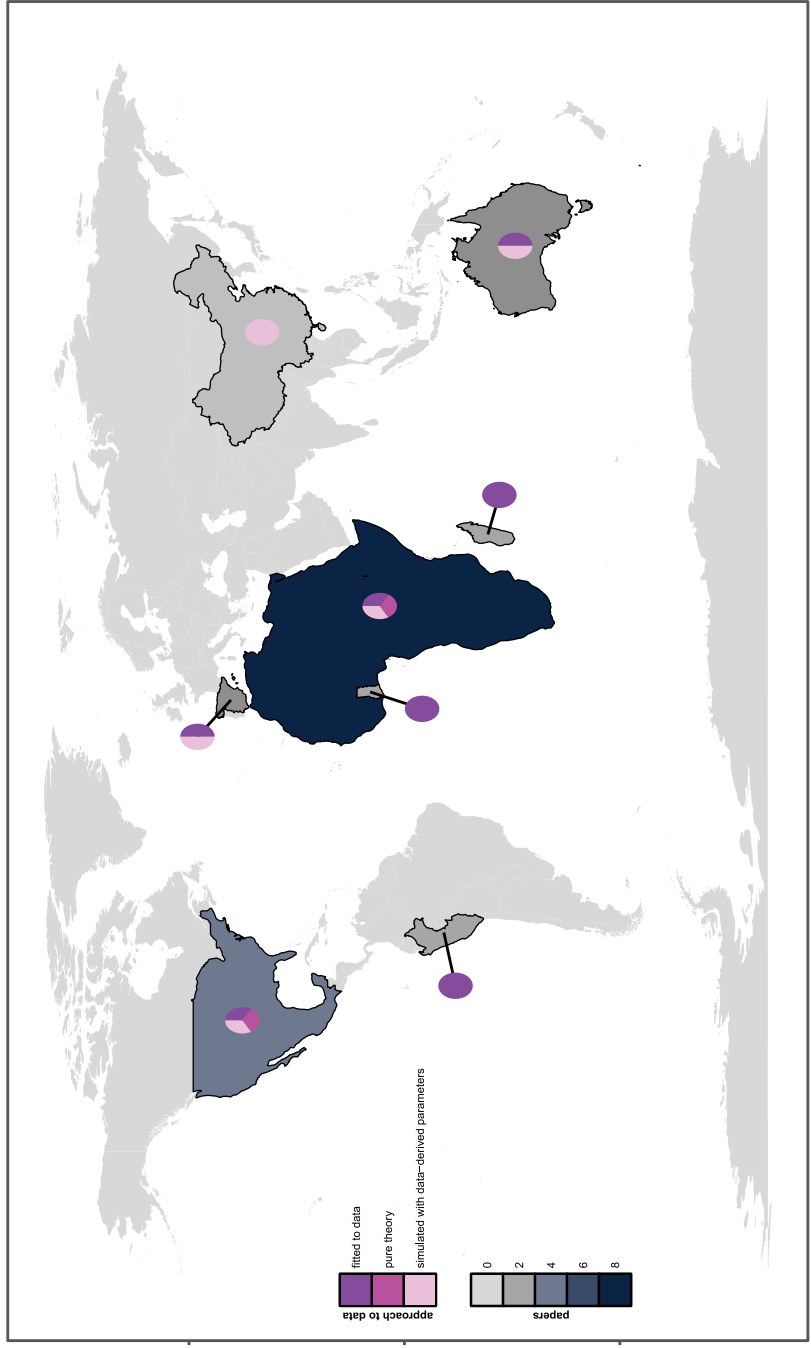 approach to data
fitted to data
pure theory
simulated with data−derived parameters
papers
0
2
4
6
8